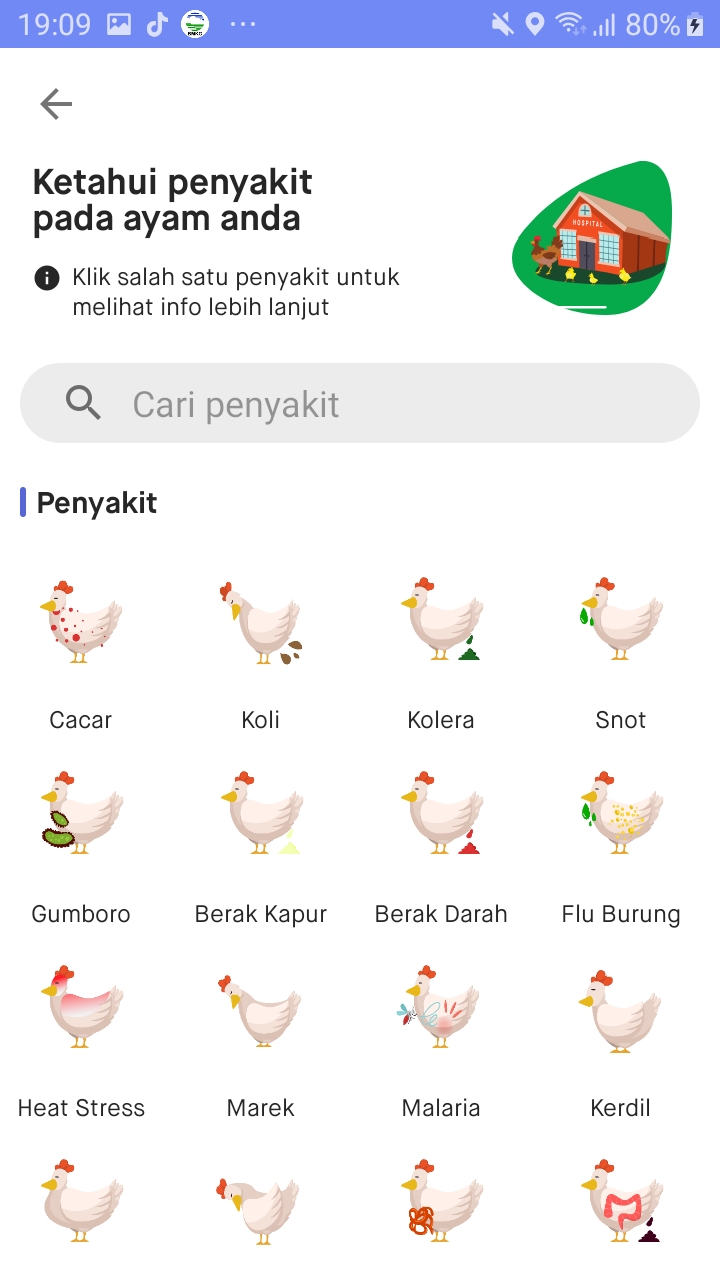 19:09
80%
Ketahui penyakit
pada ayam anda
HOSPITAL
Klik salah satu penyakit untuk
melihat info lebih lanjut
Cari penyakit
Penyakit
Cacar Koli Kolera Snot
Gumboro Berak Kapur Berak Darah Flu Burung
Heat Stress Marek Malaria Kerdil